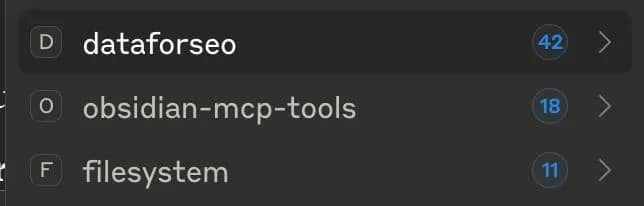 D dataforseo 42
O obsidian-mcp-tools 18
F filesystem 11